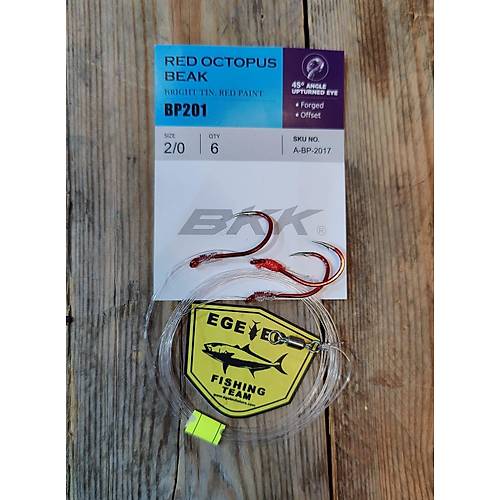 RED OCTOPUS
BEAK
BRIGHT TIN, RED PAINT
BP201
45° ANGLE
UPTURNED EYE
• Forged
• Offset
SIZE QTY SKU NO.
2/0 6 A-BP-2017
BKK ®
EGE
FISHING
TEAM